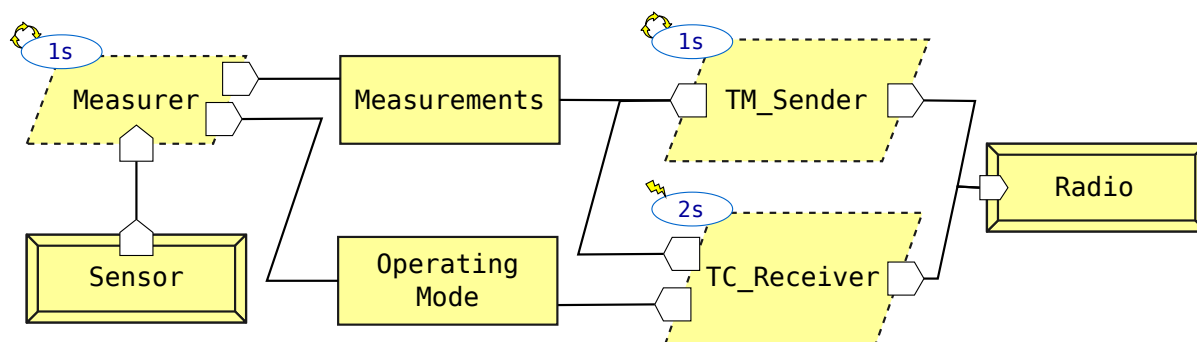 1s
Measurer
Measurements
1s
TM_Sender
Radio
Sensor
Operating
Mode
2s
TC_Receiver